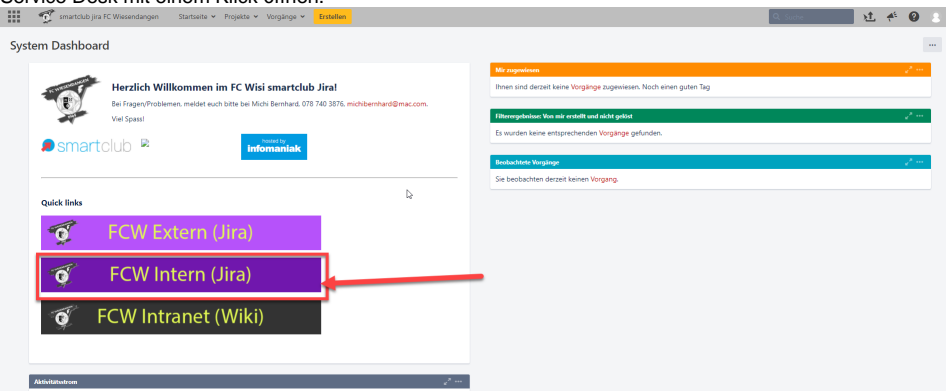 Service Desk mit einem Klick öffnen.
smartclub jira FC Wiesendangen Startseite Projekte Vorgänge Erstellen
System Dashboard
Herzlich Willkommen im FC Wisi smartclub Jira!
Bei Fragen/Problemen, meldet euch bitte bei Michi Bernhard, 078 740 3876, michibernhard@mac.com.
Viel Spass!
smartclub
hosted by
infomaniak
Quick links
FCW Extern (Jira)
FCW Intern (Jira)
FCW Intranet (Wiki)
Aktivitätsstrom
Mir zugewiesen
Ihnen sind derzeit keine Vorgänge zugewiesen. Noch einen guten Tag
Filterergebnisse: Von mir erstellt und nicht gelöst
Es wurden keine entsprechenden Vorgänge gefunden.
Beobachtete Vorgänge
Sie beobachten derzeit keinen Vorgang.